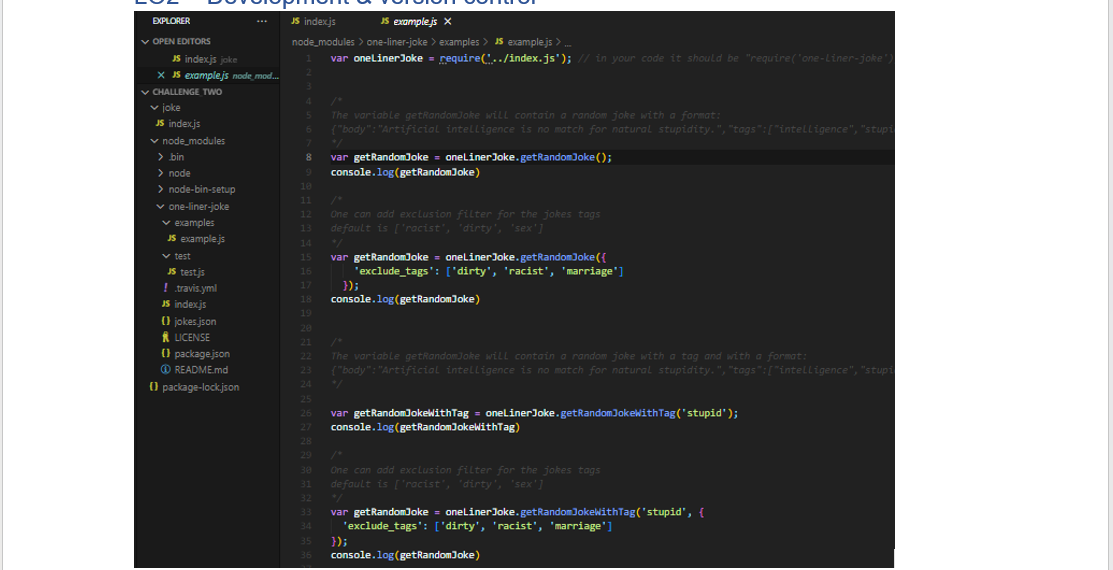 LO2 – Development & version control
EXPLORER
...
OPEN EDITORS
JS index.js joke
X JS example.js node_mod...
CHALLENGE_TWO
joke
JS index.js
node_modules
> .bin
> node
> node-bin-setup
one-liner-joke
examples
JS example.js
test
JS test.js
! .travis.yml
JS index.js
{} jokes.json
LICENSE
{} package.json
README.md
{} package-lock.json
JS index.js
JS example.js X
node_modules > one-liner-joke > examples > JS example.js > ...
1 var oneLinerJoke = require('../index.js'); // in your code it should be "require('one-liner-joke')
2
3
4 /*
5 The variable getRandomJoke will contain a random joke with a format:
6 {"body":"Artificial intelligence is no match for natural stupidity.","tags":["intelligence","stupi
7 */
8 var getRandomJoke = oneLinerJoke.getRandomJoke();
9 console.log(getRandomJoke)
10
11 /*
12 One can add exclusion filter for the jokes tags
13 default is ['racist', 'dirty', 'sex']
14 */
15 var getRandomJoke = oneLinerJoke.getRandomJoke({
16 'exclude_tags': ['dirty', 'racist', 'marriage']
17 });
18 console.log(getRandomJoke)
19
20
21 /*
22 The variable getRandomJoke will contain a random joke with a tag and with a format:
23 {"body":"Artificial intelligence is no match for natural stupidity.","tags":["intelligence","stupi
24 */
25
26 var getRandomJokeWithTag = oneLinerJoke.getRandomJokeWithTag('stupid');
27 console.log(getRandomJokeWithTag)
28
29 /*
30 One can add exclusion filter for the jokes tags
31 default is ['racist', 'dirty', 'sex']
32 */
33 var getRandomJoke = oneLinerJoke.getRandomJokeWithTag('stupid', {
34 'exclude_tags': ['dirty', 'racist', 'marriage']
35 });
36 console.log(getRandomJoke)